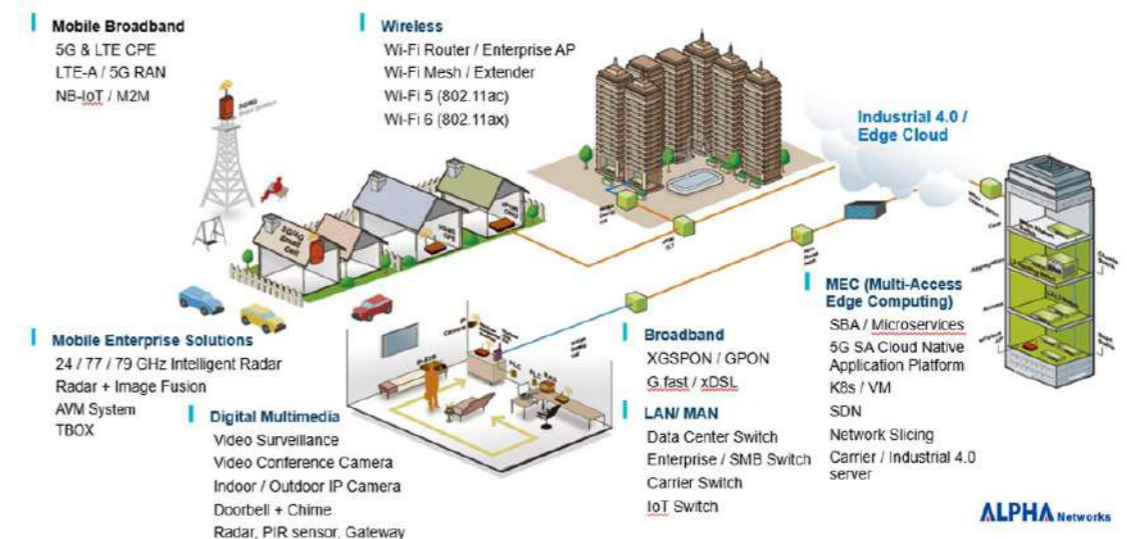 Mobile Broadband
5G & LTE CPE
LTE-A / 5G RAN
NB-IoT / M2M
Wireless
Wi-Fi Router / Enterprise AP
Wi-Fi Mesh / Extender
Wi-Fi 5 (802.11ac)
Wi-Fi 6 (802.11ax)
Industrial 4.0 /
Edge Cloud
5G/4G
Small
Cell
Mobile Enterprise Solutions
24 / 77 / 79 GHz Intelligent Radar
Radar + Image Fusion
AVM System
TBOX
Digital Multimedia
Video Surveillance
Video Conference Camera
Indoor / Outdoor IP Camera
Doorbell + Chime
Radar, PIR sensor, Gateway
Broadband
XGSPON / GPON
G.fast / xDSL
LAN/ MAN
Data Center Switch
Enterprise / SMB Switch
Carrier Switch
IoT Switch
MEC (Multi-Access
Edge Computing)
SBA / Microservices
5G SA Cloud Native
Application Platform
K8s / VM
SDN
Network Slicing
Carrier / Industrial 4.0
server
ALPHA Networks